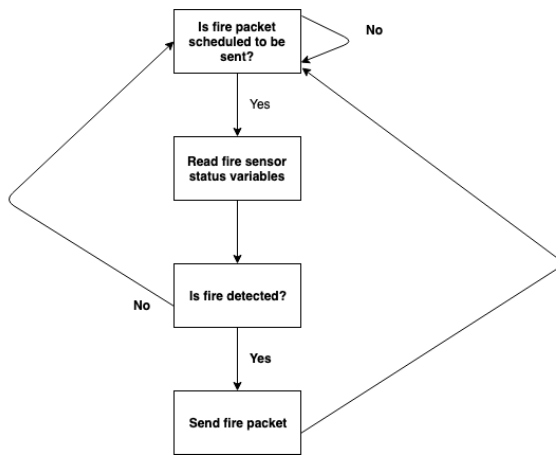 Is fire packet
scheduled to be
sent?
No
Yes
Read fire sensor
status variables
Is fire detected?
No
Yes
Send fire packet